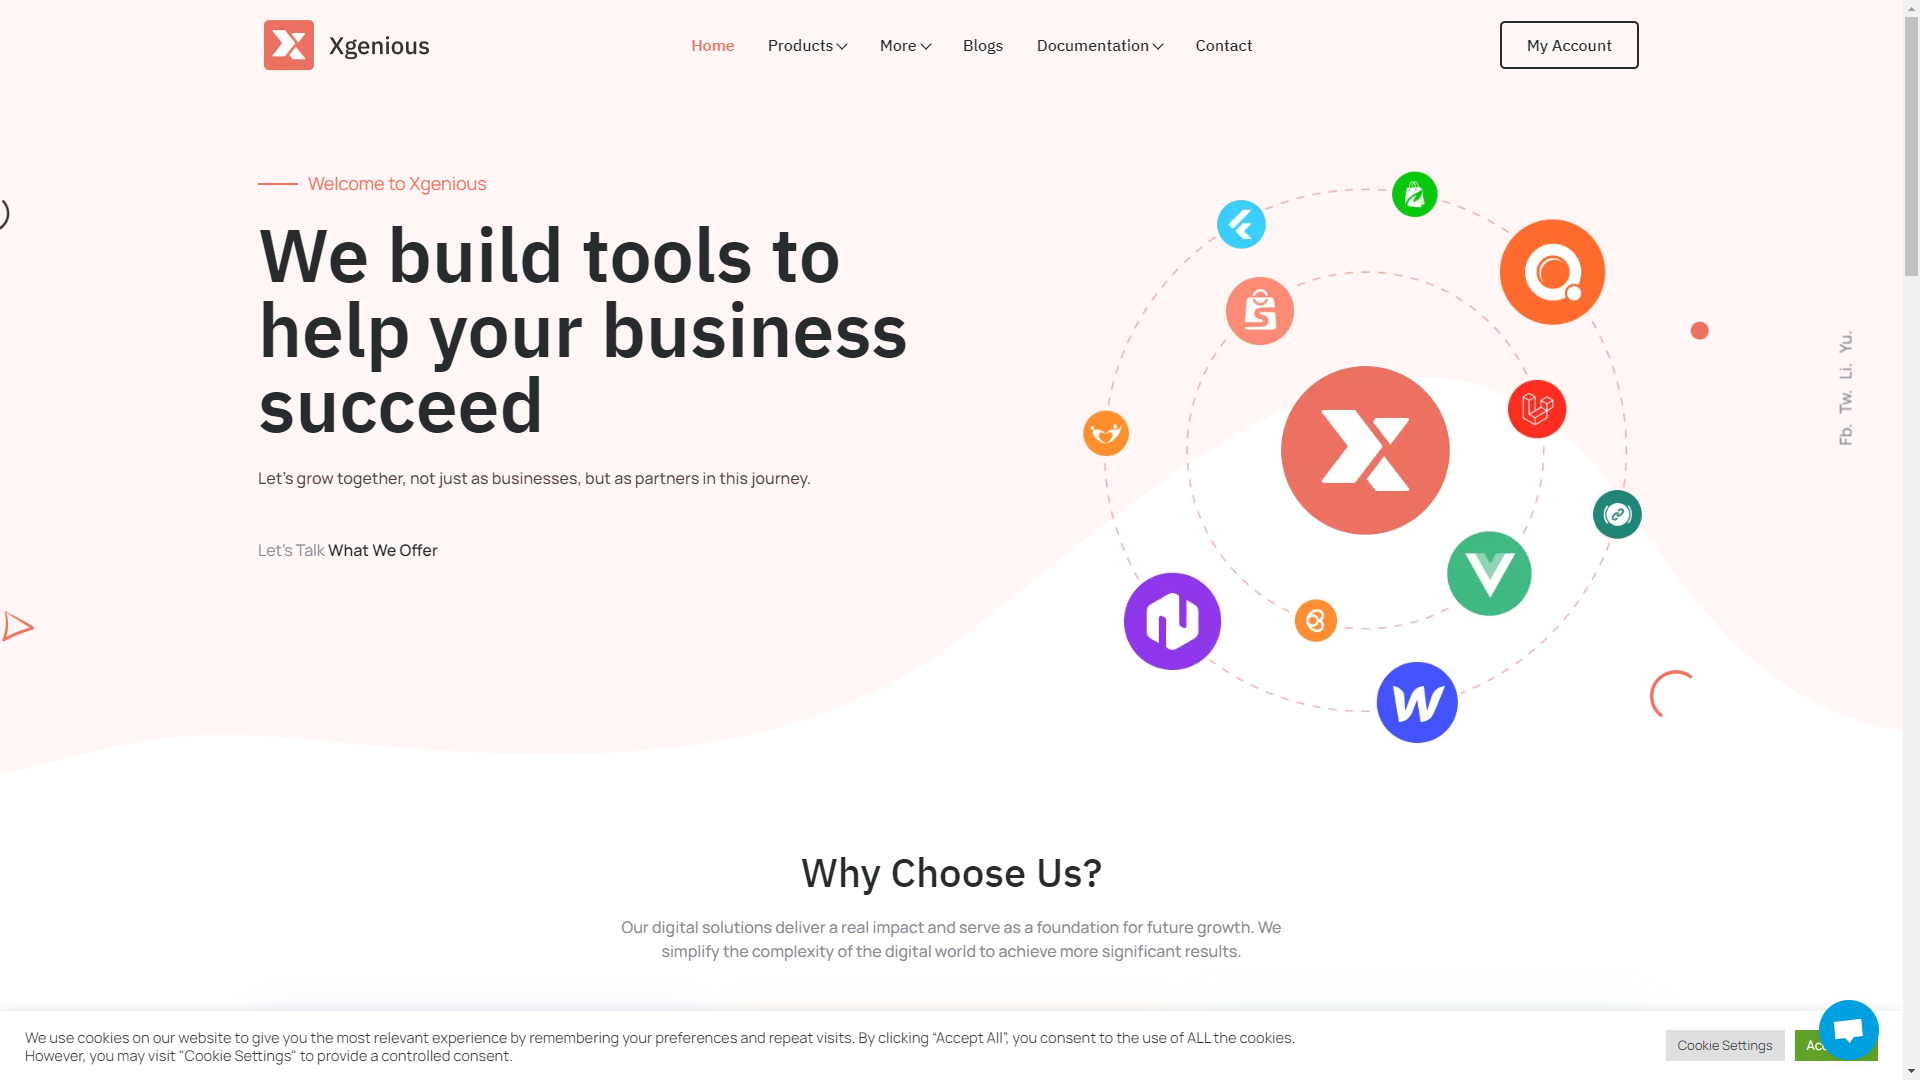 Xgenious
Home
Products
More
Blogs
Documentation
Contact
My Account
Welcome to Xgenious
We build tools to
help your business
succeed
Let's grow together, not just as businesses, but as partners in this journey.
Let's Talk What We Offer
Fb. Tw. Li. Yu.
Why Choose Us?
Our digital solutions deliver a real impact and serve as a foundation for future growth. We
simplify the complexity of the digital world to achieve more significant results.
We use cookies on our website to give you the most relevant experience by remembering your preferences and repeat visits. By clicking “Accept All”, you consent to the use of ALL the cookies.
However, you may visit "Cookie Settings" to provide a controlled consent.
Cookie Settings